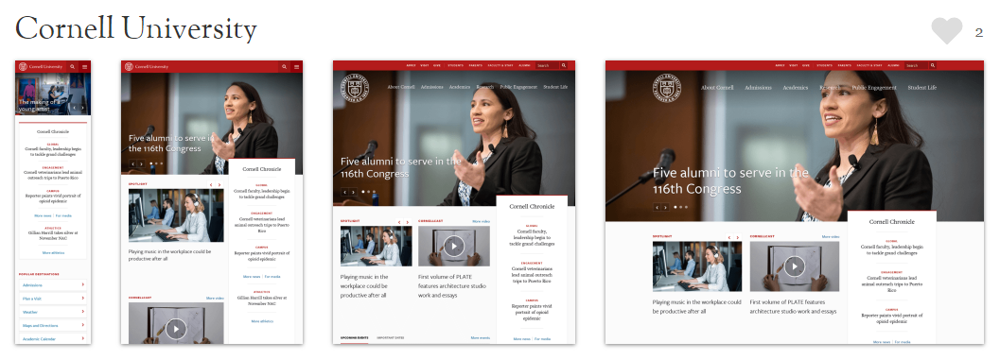 Cornell University
2
Cornell University
The making of a
young artist
Cornell Chronicle
GLOBAL
Cornell faculty, leadership begin
to tackle grand challenges
ENGAGEMENT
Cornell veterinarians lead animal
outreach trips to Puerto Rico
CAMPUS
Reporter paints vivid portrait of
opioid epidemic
More news | For media
ATHLETICS
Gillian Harrill takes silver at
November NAC
More athletics
POPULAR DESTINATIONS
Admissions
Plan a Visit
Weather
Maps and Directions
Academic Calendar
Cornell University
Five alumni to serve in
the 116th Congress
SPOTLIGHT
Playing music in the workplace could be
productive after all
CORNELLCAST
More video
Cornell Chronicle
GLOBAL
Cornell faculty, leadership begin
to tackle grand challenges
ENGAGEMENT
Cornell veterinarians lead
animal outreach trips to Puerto
Rico
CAMPUS
Reporter paints vivid portrait of
opioid epidemic
More news | For media
ATHLETICS
Gillian Harrill takes silver at
November NAC
More athletics
APPLY VISIT GIVE STUDENTS PARENTS FACULTY & STAFF ALUMNI Search
About Cornell Admissions Academics Research Public Engagement Student Life
Five alumni to serve in the
116th Congress
SPOTLIGHT
Playing music in the
workplace could be
productive after all
CORNELLCAST
More video
First volume of PLATE
features architecture studio
work and essays
Cornell Chronicle
GLOBAL
Cornell faculty,
leadership begin to
tackle grand challenges
ENGAGEMENT
Cornell veterinarians
lead animal outreach
trips to Puerto Rico
CAMPUS
Reporter paints vivid
portrait of opioid
epidemic
More news | For media
UPCOMING EVENTS IMPORTANT DATES More events
APPLY VISIT GIVE STUDENTS PARENTS FACULTY & STAFF ALUMNI Search
About Cornell Admissions Academics Research Public Engagement Student Life
Five alumni to serve in the
116th Congress
SPOTLIGHT
Playing music in the workplace could
be productive after all
CORNELLCAST
More video
First volume of PLATE features
architecture studio work and essays
Cornell Chronicle
GLOBAL
Cornell faculty, leadership begin
to tackle grand challenges
ENGAGEMENT
Cornell veterinarians lead
animal outreach trips to Puerto
Rico
CAMPUS
Reporter paints vivid portrait of
opioid epidemic
More news | For media